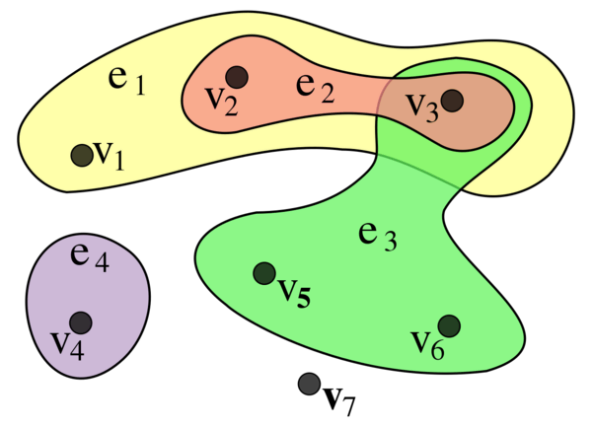 e₁
e₂
v₂
v₃
v₁
e₃
e₄
v₅
v₄
v₆
v₇